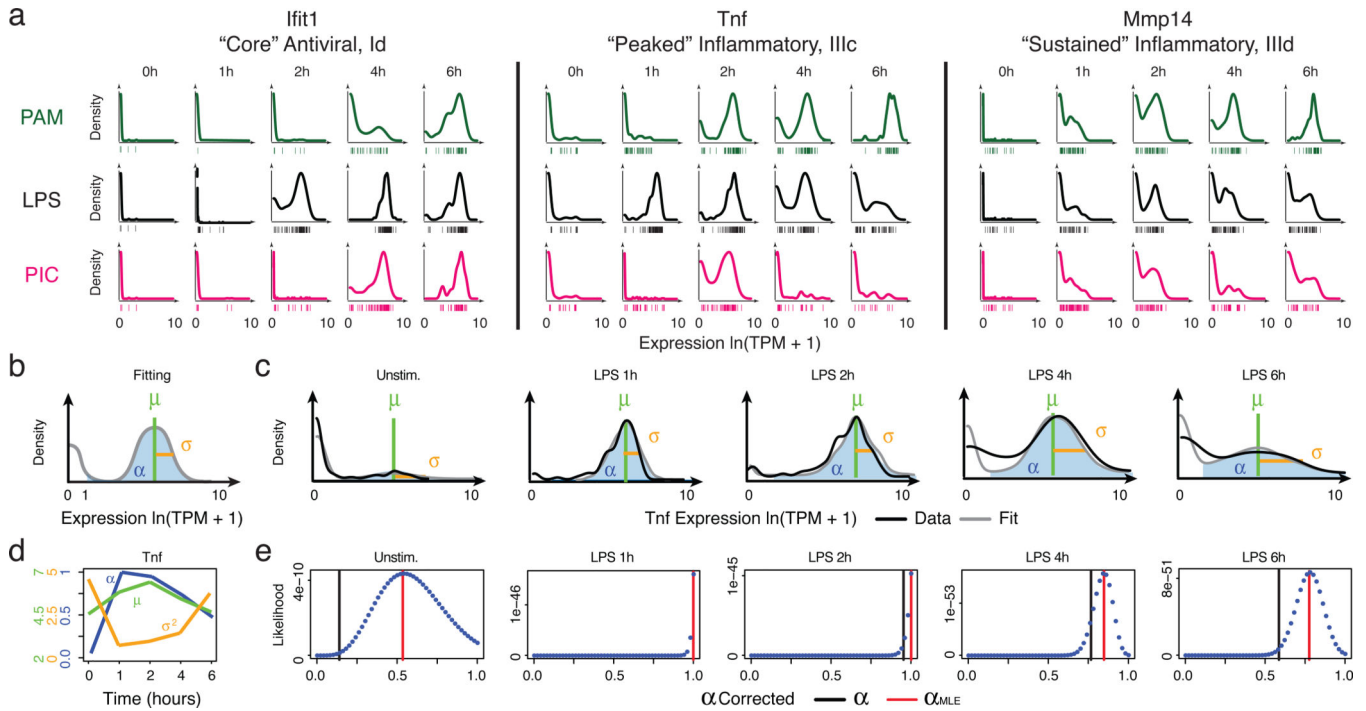 a
Ifit1
“Core” Antiviral, Id
Tnf
“Peaked” Inflammatory, IIIc
Mmp14
“Sustained” Inflammatory, IIId
0h 1h 2h 4h 6h 0h 1h 2h 4h 6h 0h 1h 2h 4h 6h
PAM Density
LPS Density
PIC Density
0 10 0 10 0 10 0 10 0 10 0 10 0 10 0 10 0 10 0 10 0 10 0 10 0 10 0 10 0 10
Expression ln(TPM + 1)
b Fitting
Density
μ
σ
α
0 1 10
Expression ln(TPM + 1)
c Unstim. LPS 1h LPS 2h LPS 4h LPS 6h
Density
μ μ μ μ μ
σ σ σ σ σ
α α α α
0 10 0 10 0 10 0 10 0 10
Tnf Expression ln(TPM + 1) Data Fit
d Tnf
7 5 1
4.5 2.5 0.5
2 0 0.0
α
μ
σ²
0 1 2 4 6
Time (hours)
e Unstim. LPS 1h LPS 2h LPS 4h LPS 6h
Likelihood
0 4e−10
0 1e−46
0 1e−45
0 1e−53
0 8e−51
0.0 0.5 1.0 0.0 0.5 1.0 0.0 0.5 1.0 0.0 0.5 1.0 0.0 0.5 1.0
α Corrected α αMLE